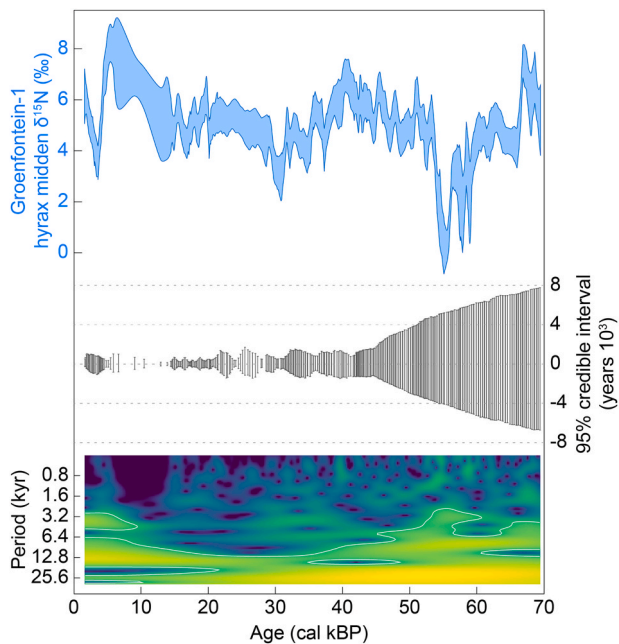 Groenfontein-1
hyrax midden δ¹⁵N (‰)
8
6
4
2
0
8
4
0
-4
-8
95% credible interval
(years 10³)
Period (kyr)
0.8
1.6
3.2
6.4
12.8
25.6
0 10 20 30 40 50 60 70
Age (cal kBP)